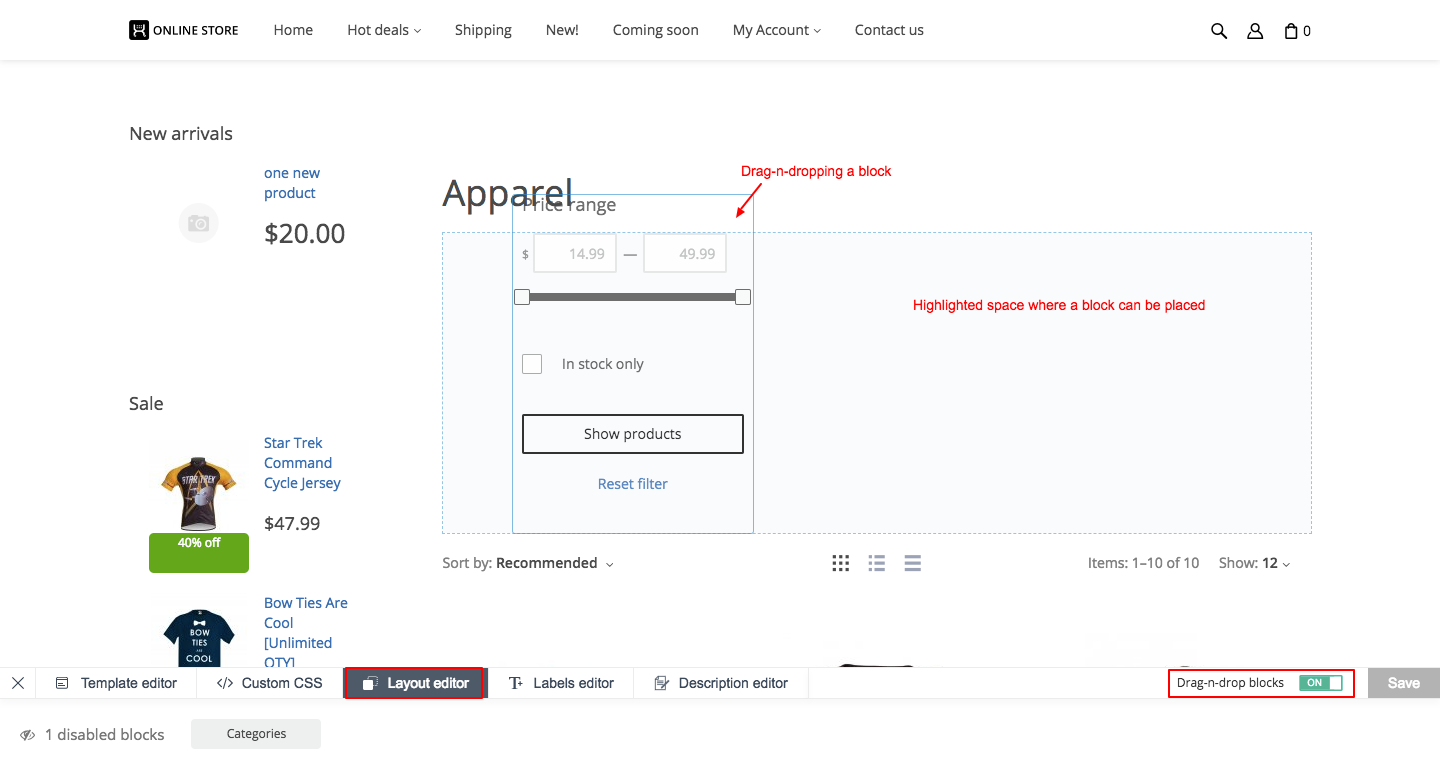 ONLINE STORE
Home
Hot deals
Shipping
New!
Coming soon
My Account
Contact us
0
New arrivals
one new
product
$20.00
Apparel
Drag-n-dropping a block
Price range
$ 14.99 — 49.99
Highlighted space where a block can be placed
In stock only
Show products
Reset filter
Sale
Star Trek
Command
Cycle Jersey
STAR TREK
$47.99
40% off
Sort by: Recommended
Items: 1–10 of 10
Show: 12
Bow Ties Are
Cool
[Unlimited
QTY]
BOW
TIES
ARE
COOL
Template editor
</> Custom CSS
Layout editor
Labels editor
Description editor
Drag-n-drop blocks
ON
Save
1 disabled blocks
Categories